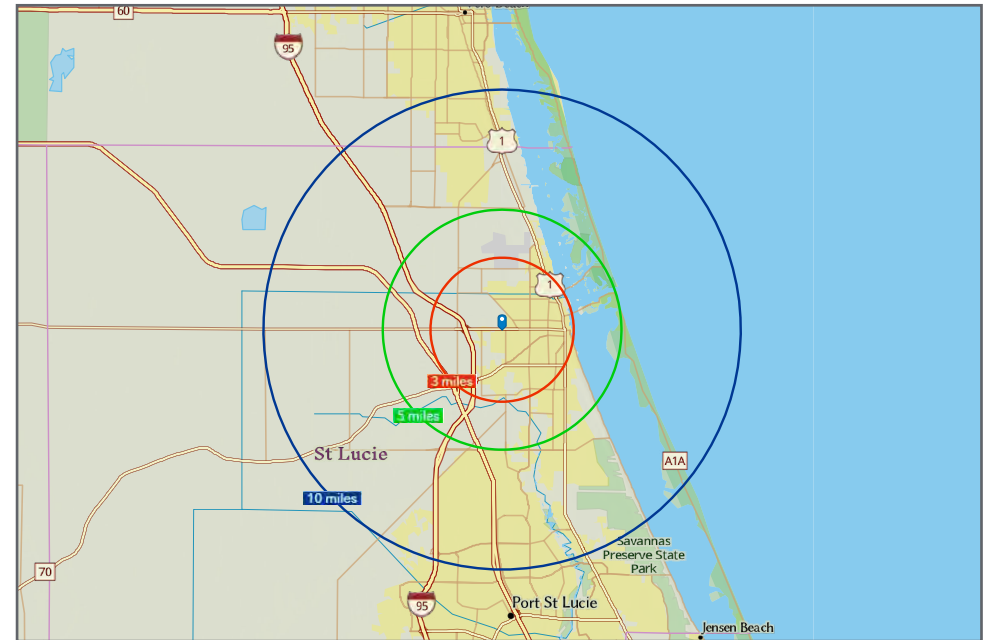 60
95
1
1
3 miles
5 miles
St Lucie
A1A
10 miles
Savannas
Preserve State
Park
70
95
Port St Lucie
Jensen Beach